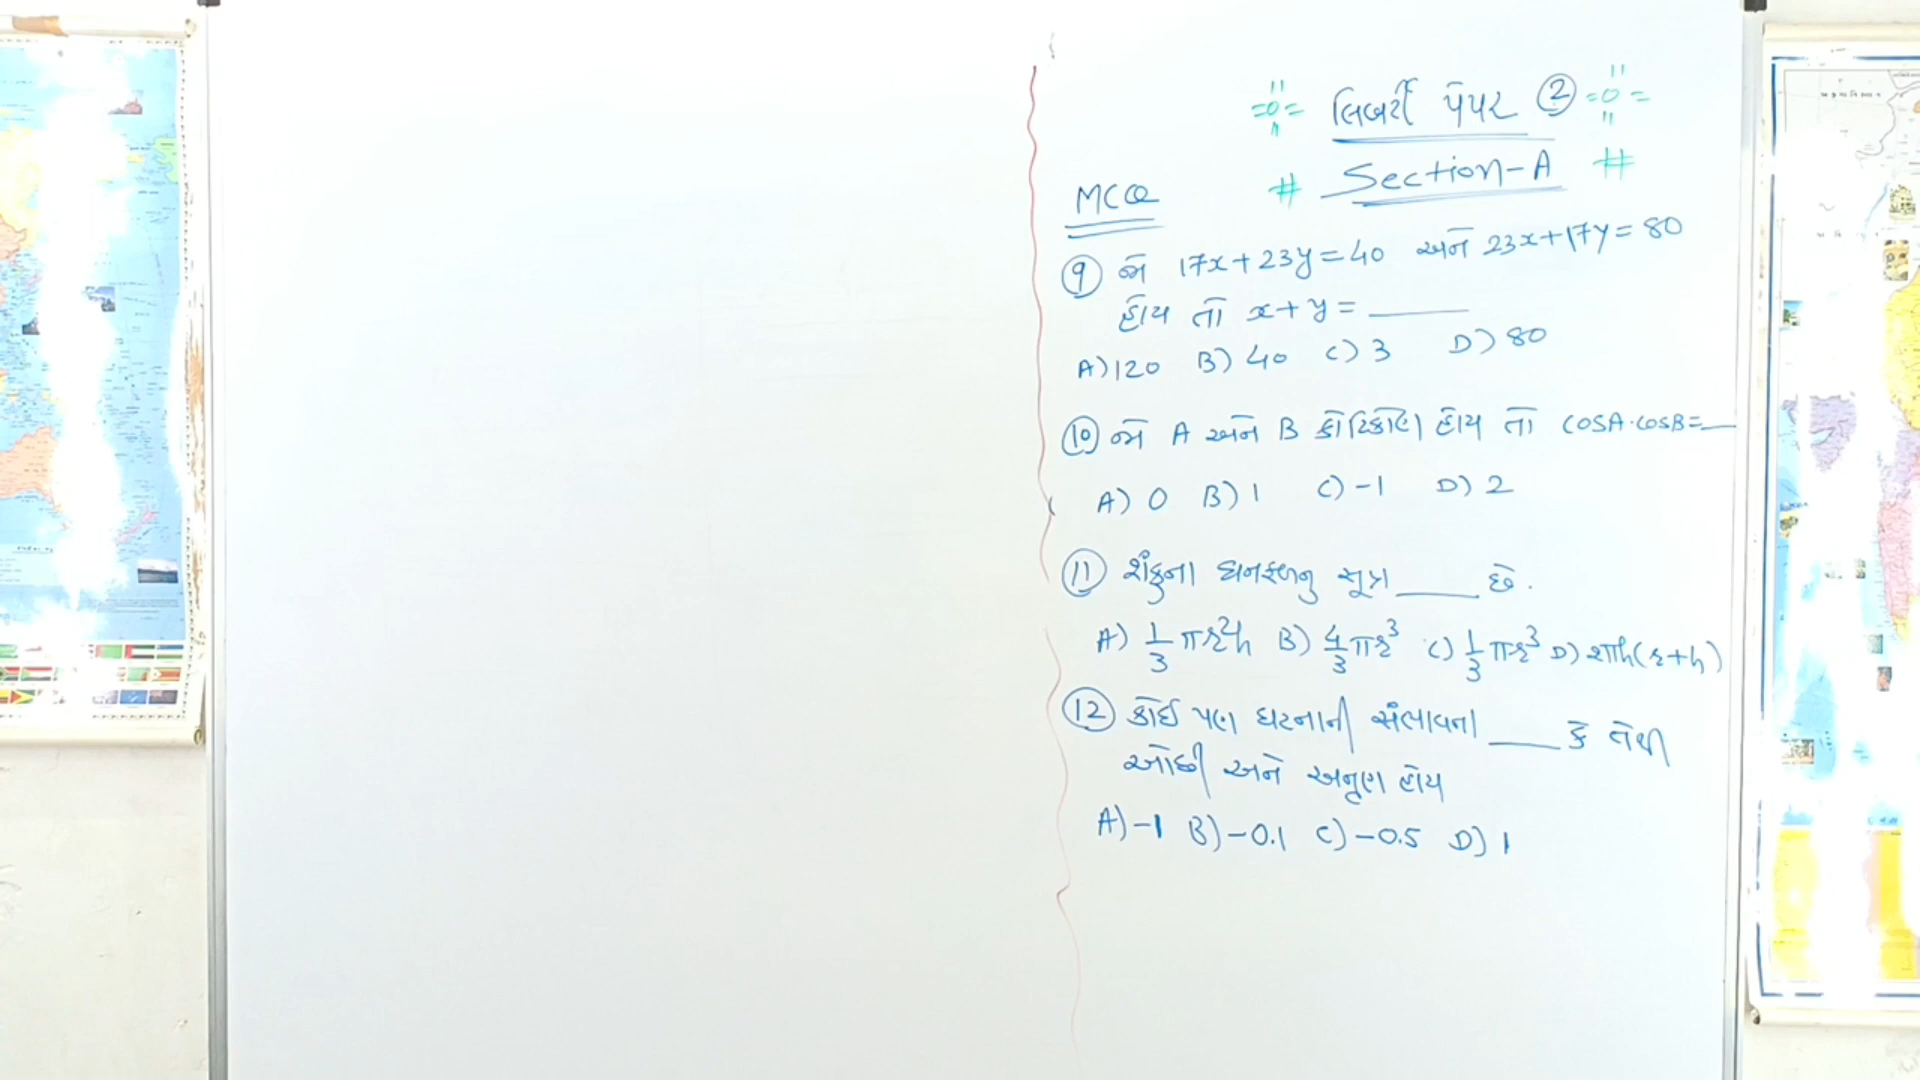 લિબર્ટી પેપર ②
Section-A
MCQ
⑨ જો 17x+23y=40 અને 23x+17y=80
હોય તો x+y = ____
A) 120 B) 40 C) 3 D) 80
⑩ જો A અને B કોટિકોણ હોય તો cosA·cosB=__
A) 0 B) 1 C) -1 D) 2
⑪ શંકુના ઘનફળનુ સૂત્ર ____ છે.
A) 1/3 πr²h B) 4/3 πr³ C) 1/3 πr³ D) 2πh(r+h)
⑫ કોઈ પણ ઘટનાની સંભાવના ____ કે તેથી
ઓછી અને અનૃણ હોય
A) -1 B) -0.1 C) -0.5 D) 1